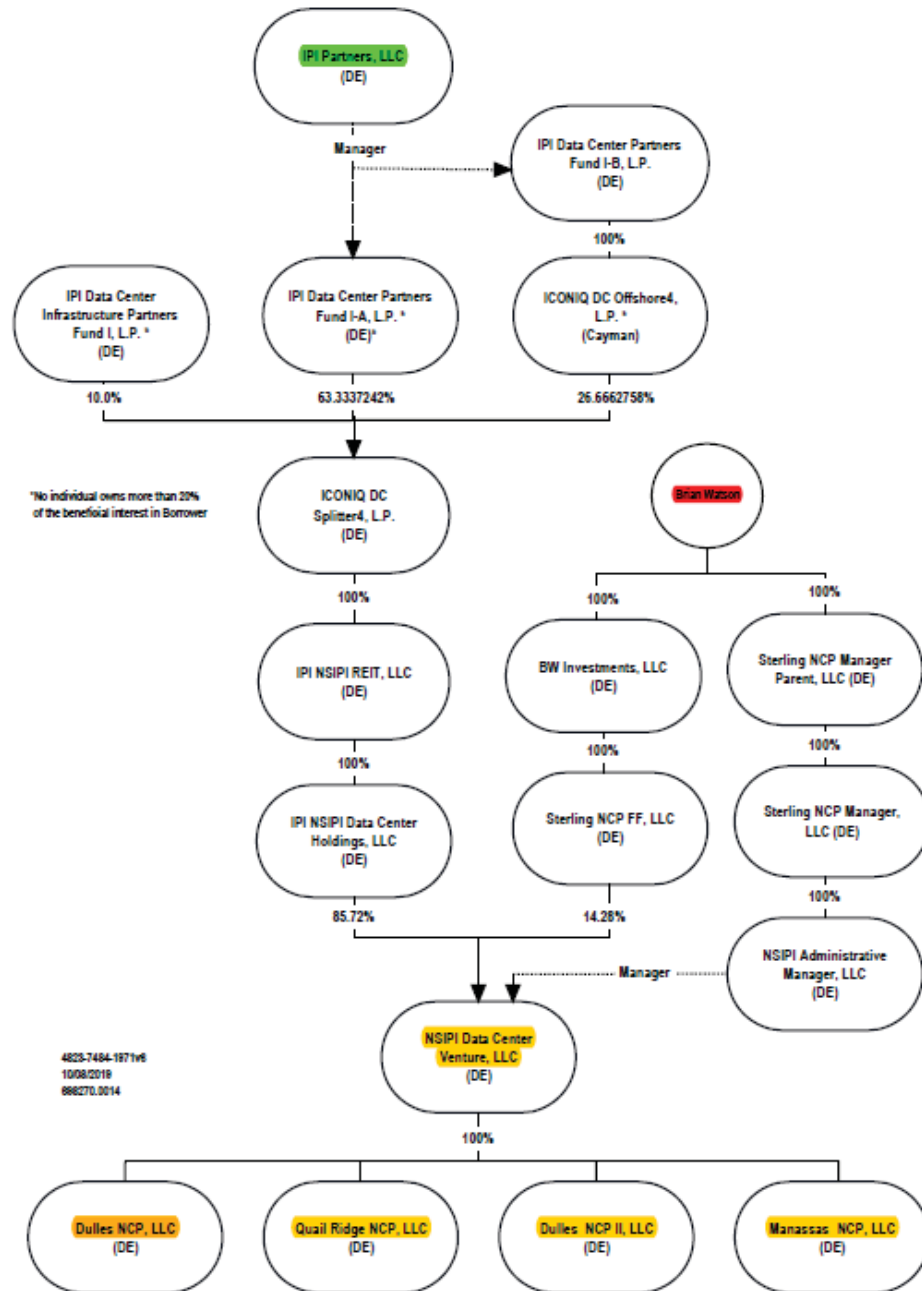 IPI Partners, LLC
(DE)
Manager
IPI Data Center Partners
Fund I-B, L.P.
(DE)
100%
IPI Data Center
Infrastructure Partners
Fund I, L.P. *
(DE)
IPI Data Center Partners
Fund I-A, L.P. *
(DE)*
ICONIQ DC Offshore4,
L.P. *
(Cayman)
10.0%
63.3337242%
26.6662758%
*No individual owns more than 20%
of the beneficial interest in Borrower
ICONIQ DC
Splitter4, L.P.
(DE)
Brian Watson
100%
100%
100%
IPI NSIPI REIT, LLC
(DE)
BW Investments, LLC
(DE)
Sterling NCP Manager
Parent, LLC (DE)
100%
100%
100%
IPI NSIPI Data Center
Holdings, LLC
(DE)
Sterling NCP FF, LLC
(DE)
Sterling NCP Manager,
LLC (DE)
85.72%
14.28%
100%
NSIPI Administrative
Manager, LLC
(DE)
Manager
NSIPI Data Center
Venture, LLC
(DE)
4823-7484-1971v6
10/08/2019
698270.0014
100%
Dulles NCP, LLC
(DE)
Quail Ridge NCP, LLC
(DE)
Dulles NCP II, LLC
(DE)
Manassas NCP, LLC
(DE)